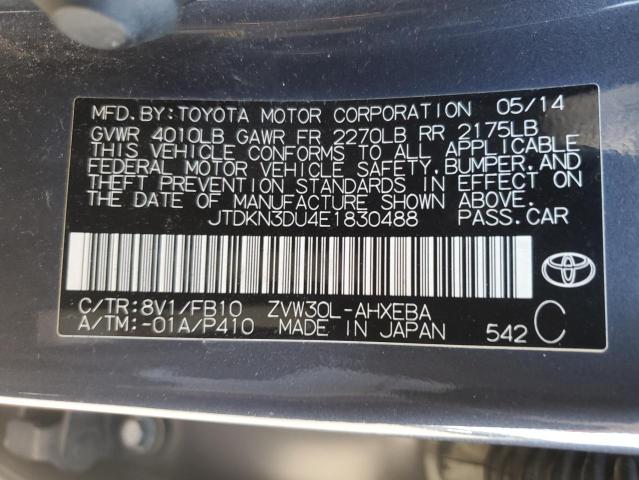 MFD.BY:TOYOTA MOTOR CORPORATION 05/14
GVWR 4010LB GAWR FR 2270LB RR 2175LB
THIS VEHICLE CONFORMS TO ALL APPLICABLE
FEDERAL MOTOR VEHICLE SAFETY,BUMPER,AND
THEFT PREVENTION STANDARDS IN EFFECT ON
THE DATE OF MANUFACTURE SHOWN ABOVE.
JTDKN3DU4E1830488 PASS.CAR
C/TR:8V1/FB10 ZVW30L-AHXEBA
A/TM:-01A/P410 MADE IN JAPAN 542 C